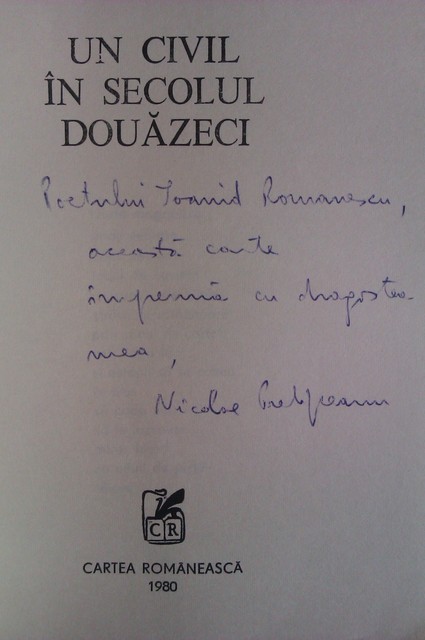 UN CIVIL
ÎN SECOLUL
DOUĂZECI
Poetului Ioanid Romanescu,
această carte
împreună cu dragostea
mea,
Nicolae Prelipceanu
CR
CARTEA ROMÂNEASCĂ
1980